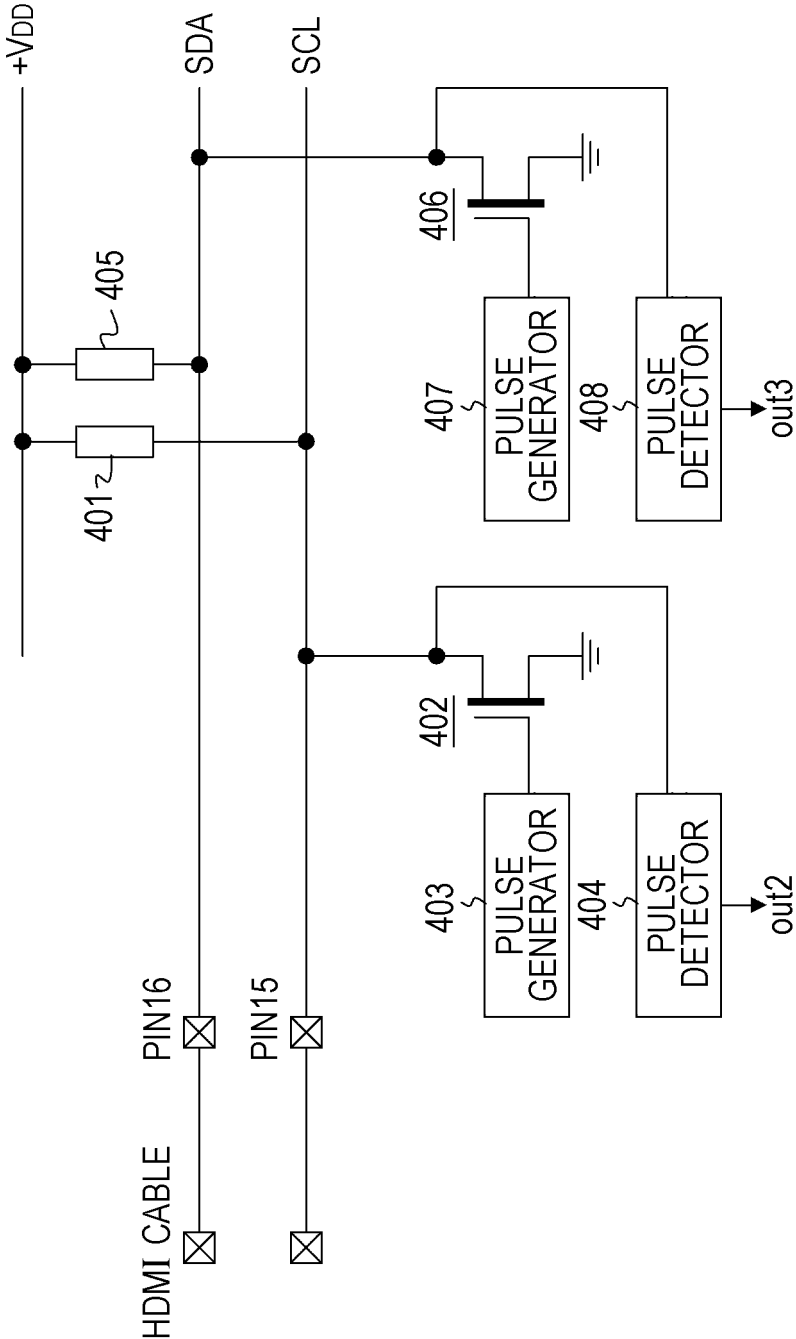 HDMI CABLE
PIN16
PIN15
401
405
+VDD
SDA
SCL
402
403
PULSE
GENERATOR
404
PULSE
DETECTOR
out2
406
407
PULSE
GENERATOR
408
PULSE
DETECTOR
out3